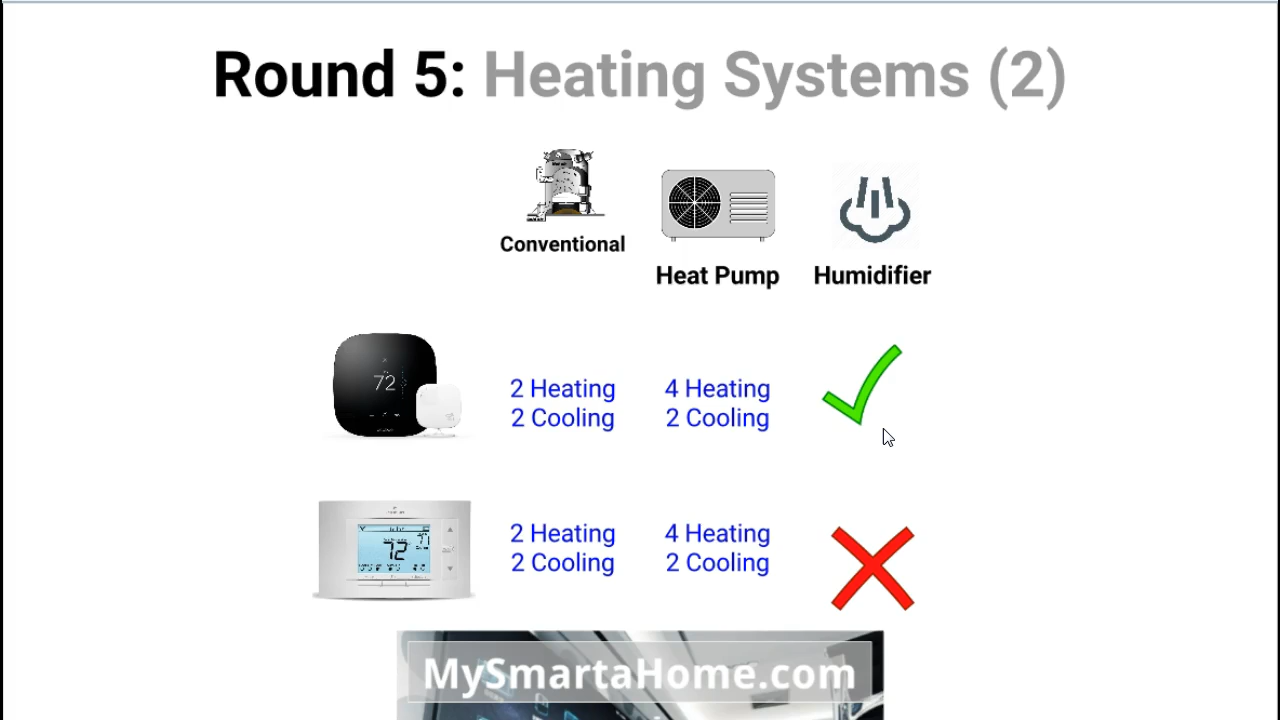 Round 5: Heating Systems (2)
Conventional
Heat Pump
Humidifier
72
2 Heating
2 Cooling
4 Heating
2 Cooling
72
2 Heating
2 Cooling
4 Heating
2 Cooling
MySmartaHome.com